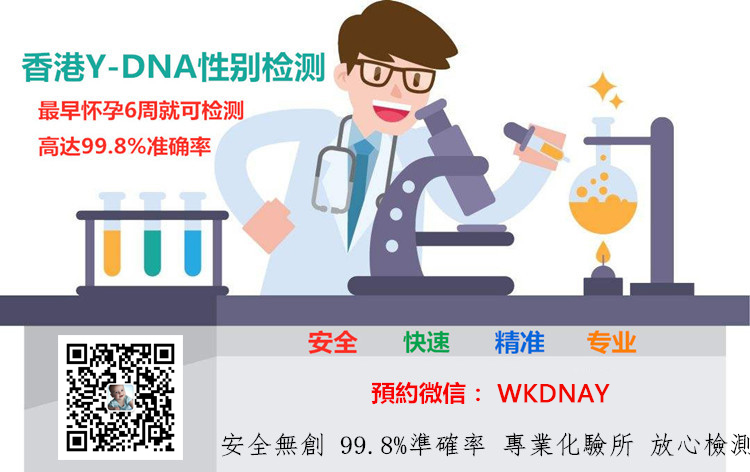 香港Y-DNA性别检测
最早怀孕6周就可检测
高达99.8%准确率
安全 快速 精准 专业
預約微信： WKDNAY
安全無創 99.8%準確率 專業化驗所 放心檢測